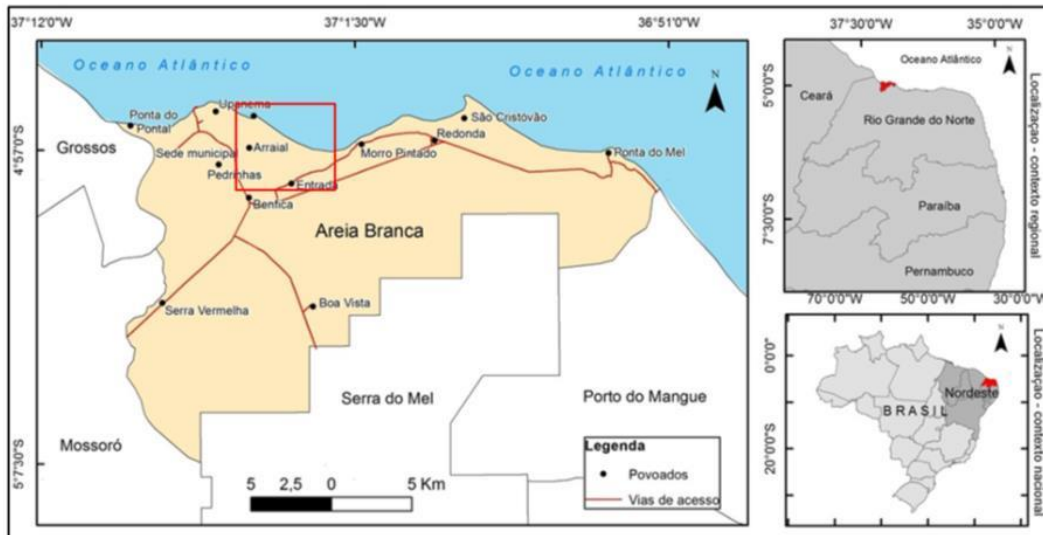 37°12'0"W
37°1'30"W
36°51'0"W
4°57'0"S
5°7'30"S
Oceano Atlântico
Oceano Atlântico
N
Ponta do
Pontal
Upanema
São Cristóvão
Grossos
Sede municipa
Arraial
Morro Pintado
Redonda
Ponta do Mel
Pedrinhas
Entrada
Benfica
Areia Branca
Serra Vermelha
Boa Vista
Serra do Mel
Porto do Mangue
Mossoró
5 2,5 0 5 Km
Legenda
Povoados
Vias de acesso
37°30'0"W
35°0'0"W
5°0'0"S
7°30'0"S
Oceano Atlântico
N
Ceará
Rio Grande do Norte
Paraíba
Pernambuco
Localização - contexto regional
70°0'0"W
50°0'0"W
30°0'0"W
0°0'0"
20°0'0"S
N
Nordeste
BRASIL
Localização - contexto nacional